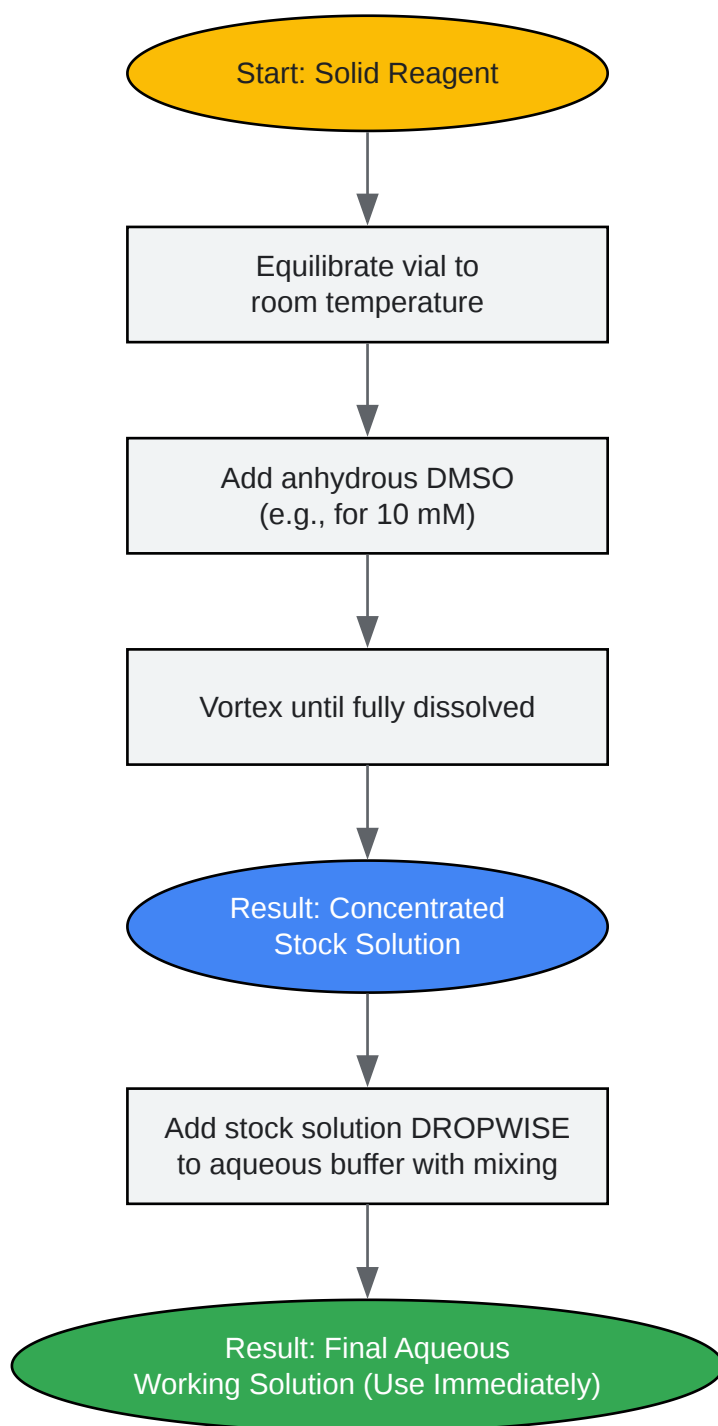 Start: Solid Reagent
Equilibrate vial to
room temperature
Add anhydrous DMSO
(e.g., for 10 mM)
Vortex until fully dissolved
Result: Concentrated
Stock Solution
Add stock solution DROPWISE
to aqueous buffer with mixing
Result: Final Aqueous
Working Solution (Use Immediately)